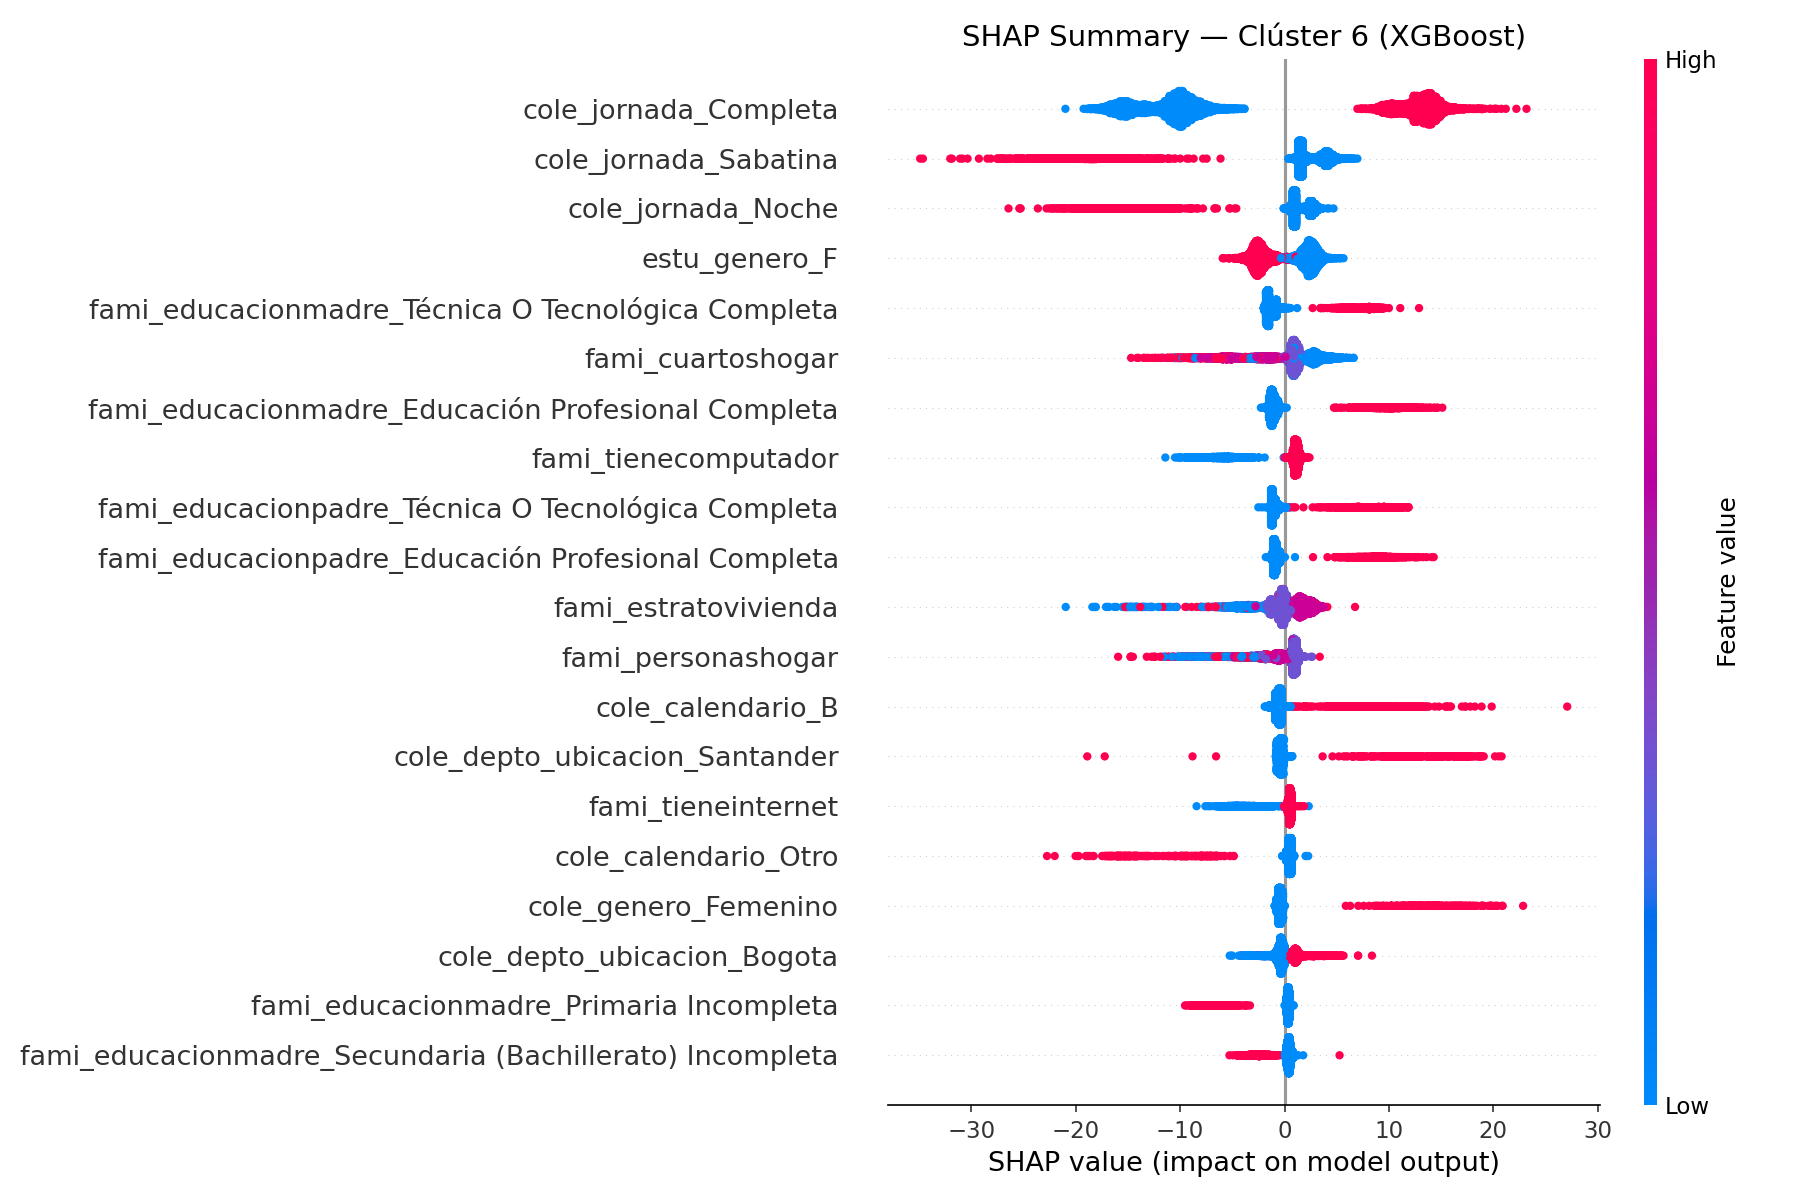 SHAP Summary — Clúster 6 (XGBoost)
High
cole_jornada_Completa
cole_jornada_Sabatina
cole_jornada_Noche
estu_genero_F
fami_educacionmadre_Técnica O Tecnológica Completa
fami_cuartoshogar
fami_educacionmadre_Educación Profesional Completa
fami_tienecomputador
fami_educacionpadre_Técnica O Tecnológica Completa
fami_educacionpadre_Educación Profesional Completa
fami_estratovivienda
fami_personashogar
cole_calendario_B
cole_depto_ubicacion_Santander
fami_tieneinternet
cole_calendario_Otro
cole_genero_Femenino
cole_depto_ubicacion_Bogota
fami_educacionmadre_Primaria Incompleta
fami_educacionmadre_Secundaria (Bachillerato) Incompleta
Feature value
Low
−30 −20 −10 0 10 20 30
SHAP value (impact on model output)